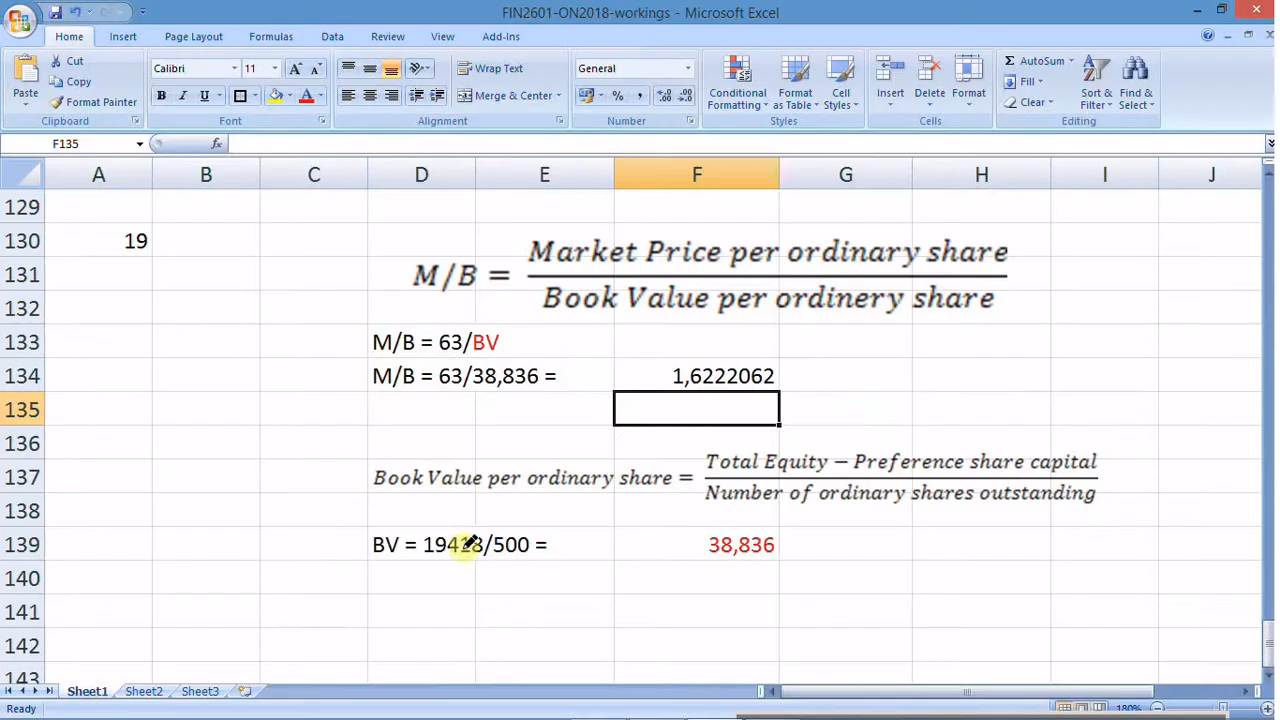 FIN2601-ON2018-workings - Microsoft Excel
Home Insert Page Layout Formulas Data Review View Add-Ins
Paste Cut Copy Format Painter Clipboard
Calibri 11 B I U A Font
Wrap Text Merge & Center Alignment
General % , Number
Conditional Formatting Format as Table Cell Styles Styles
Insert Delete Format Cells
Σ AutoSum Fill Clear Sort & Filter Find & Select Editing
F135 fx
A B C D E F G H I J
129
130 19
Market Price per ordinary share
131 M/B =
Book Value per ordinery share
132
133 M/B = 63/BV
134 M/B = 63/38,836 = 1,6222062
135
136
Total Equity − Preference share capital
137 Book Value per ordinary share =
Number of ordinary shares outstanding
138
139 BV = 19418/500 = 38,836
140
141
142
143
Sheet1 Sheet2 Sheet3
Ready 180%